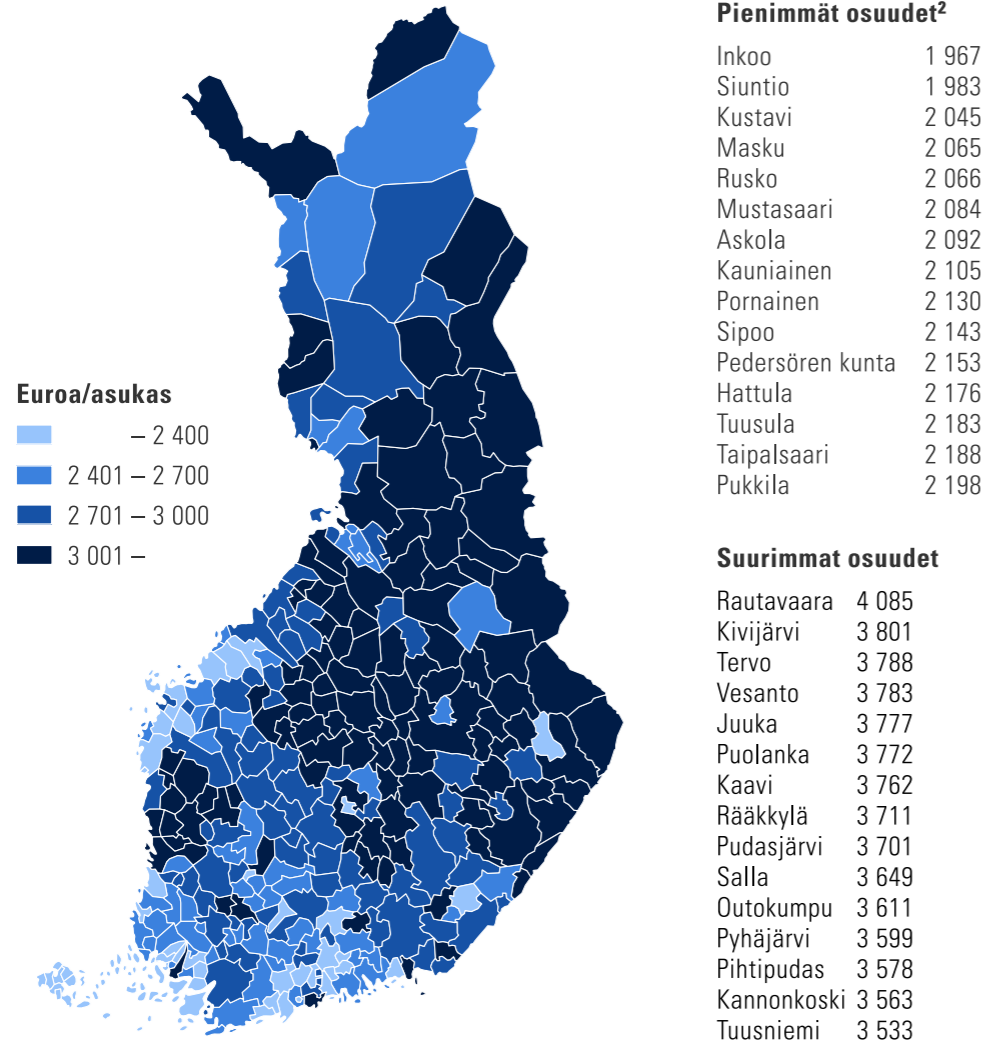 Pienimmät osuudet²
Inkoo 1 967
Siuntio 1 983
Kustavi 2 045
Masku 2 065
Rusko 2 066
Mustasaari 2 084
Askola 2 092
Kauniainen 2 105
Pornainen 2 130
Sipoo 2 143
Pedersören kunta 2 153
Hattula 2 176
Tuusula 2 183
Taipalsaari 2 188
Pukkila 2 198
Euroa/asukas
– 2 400
2 401 – 2 700
2 701 – 3 000
3 001 –
Suurimmat osuudet
Rautavaara 4 085
Kivijärvi 3 801
Tervo 3 788
Vesanto 3 783
Juuka 3 777
Puolanka 3 772
Kaavi 3 762
Rääkkylä 3 711
Pudasjärvi 3 701
Salla 3 649
Outokumpu 3 611
Pyhäjärvi 3 599
Pihtipudas 3 578
Kannonkoski 3 563
Tuusniemi 3 533